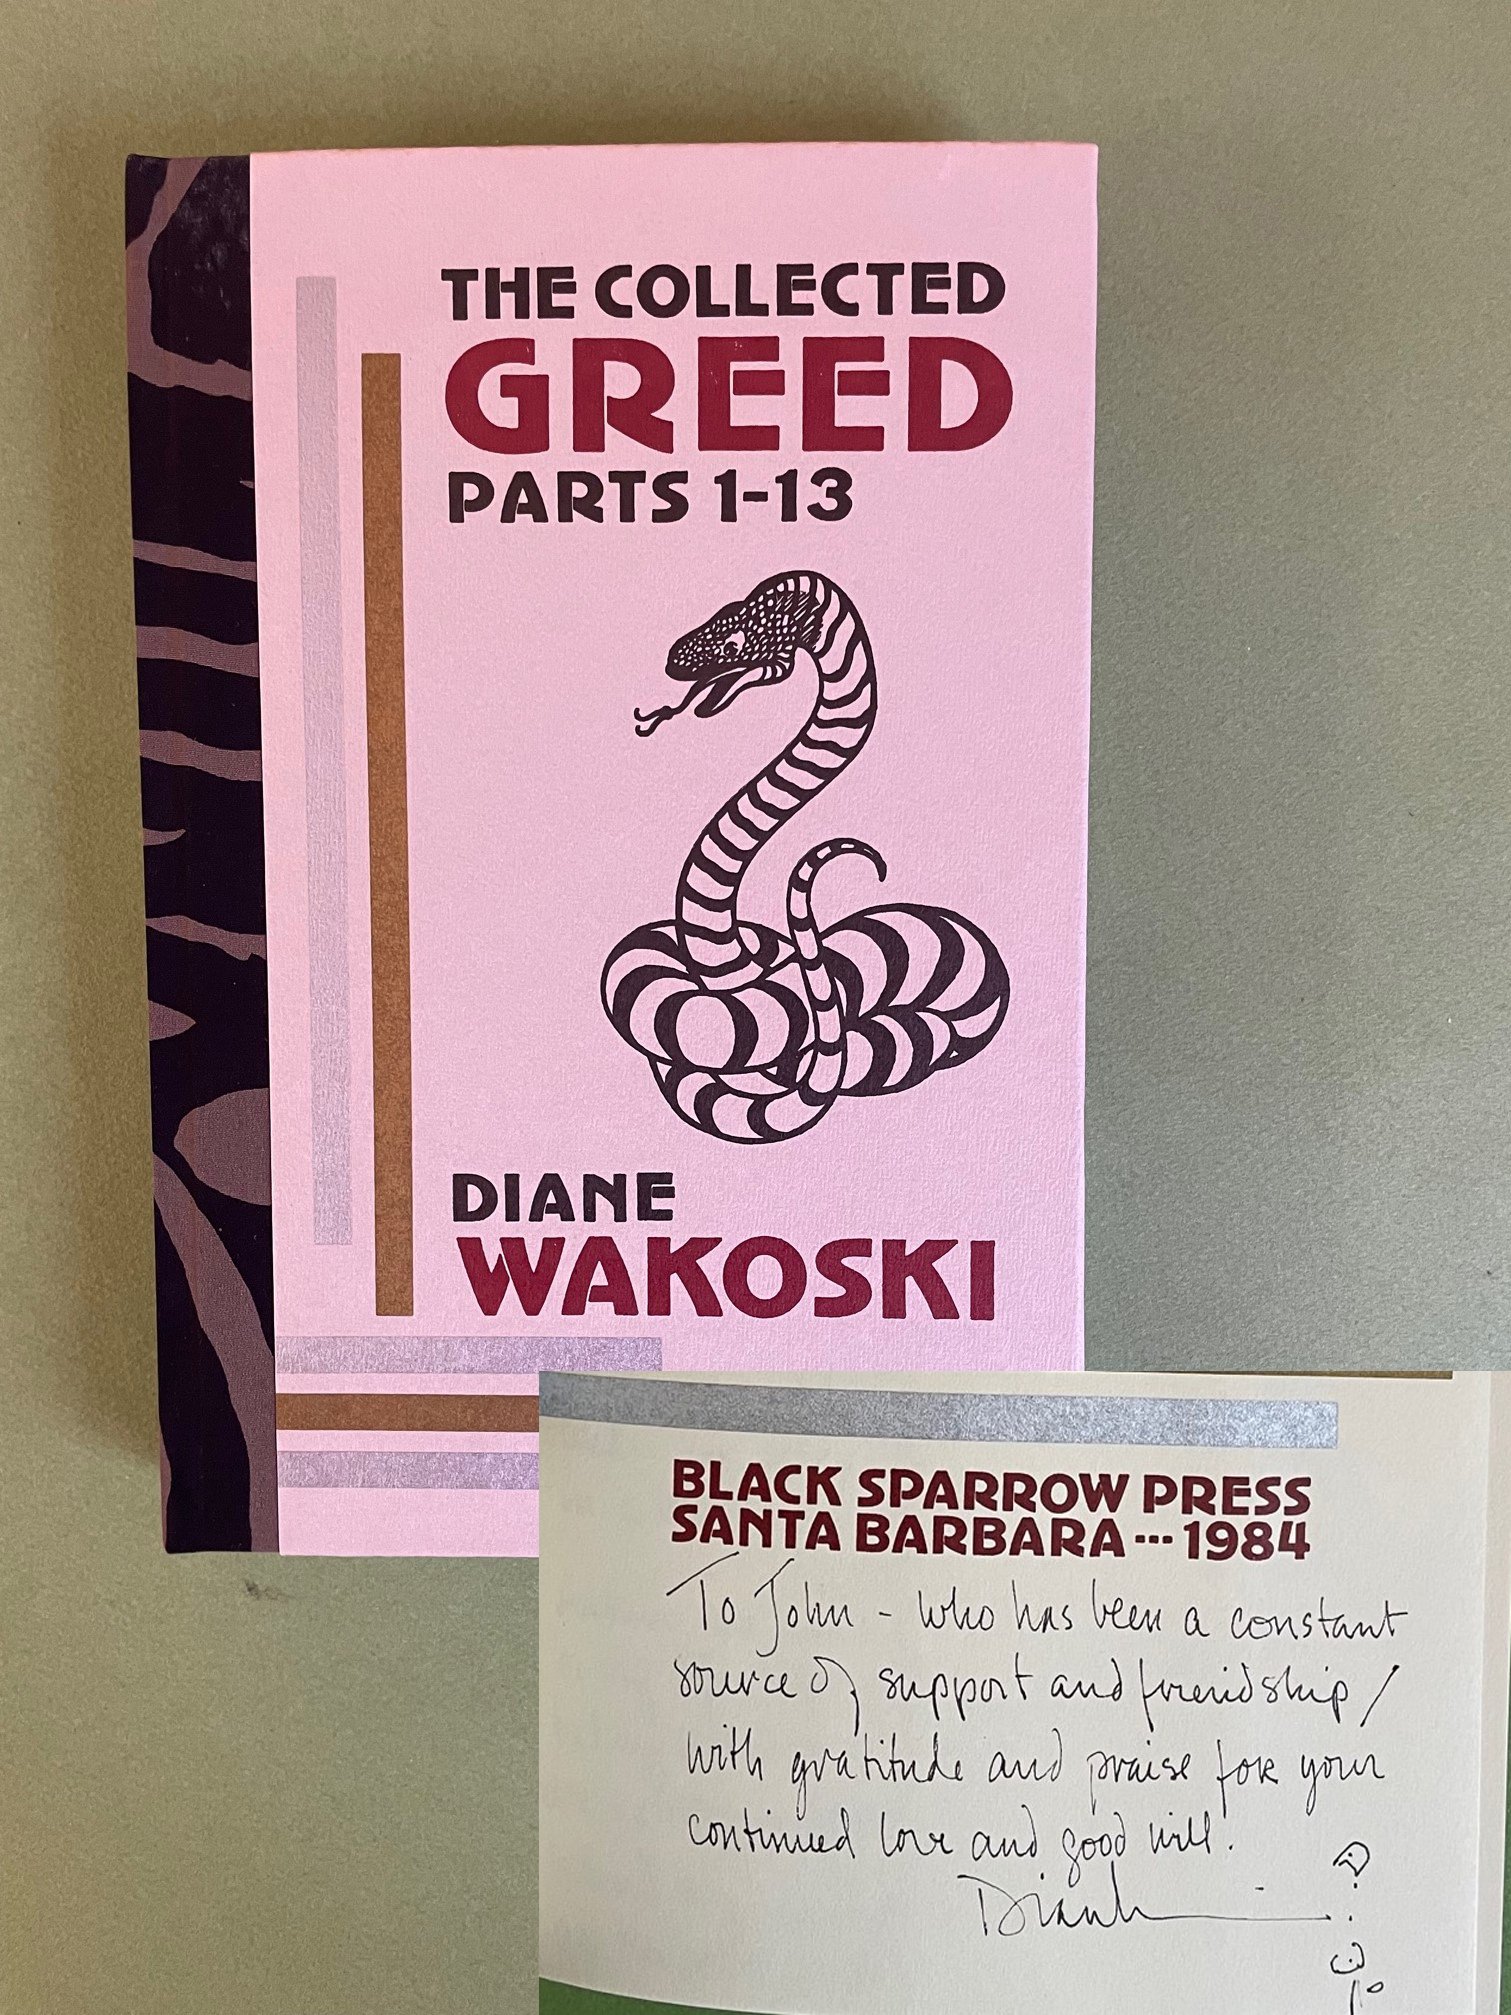 THE COLLECTED
GREED
PARTS 1-13
DIANE
WAKOSKI
BLACK SPARROW PRESS
SANTA BARBARA --- 1984
To John - who has been a constant
source of support and friendship /
with gratitude and praise for your
continued love and good will.
Diane